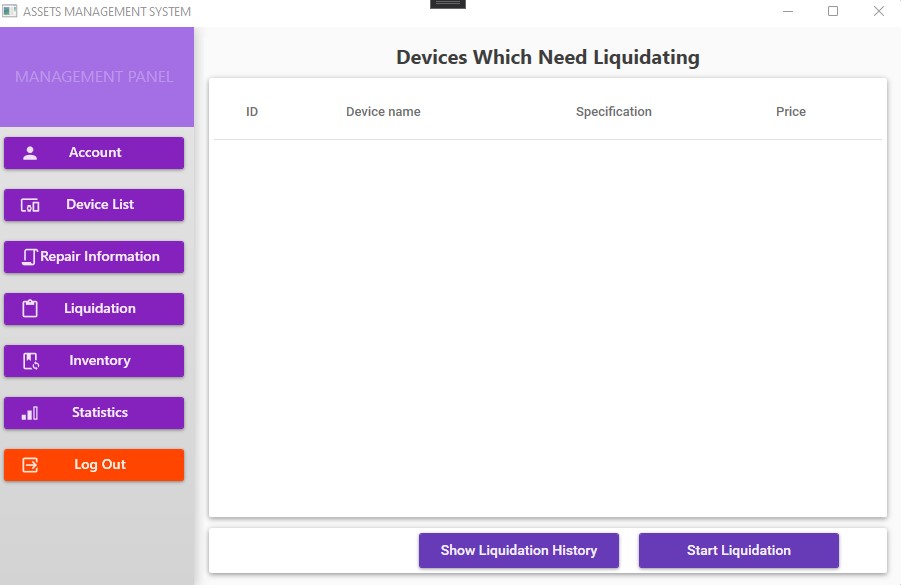 ASSETS MANAGEMENT SYSTEM
MANAGEMENT PANEL
Account
Device List
Repair Information
Liquidation
Inventory
Statistics
Log Out
Devices Which Need Liquidating
ID Device name Specification Price
Show Liquidation History Start Liquidation